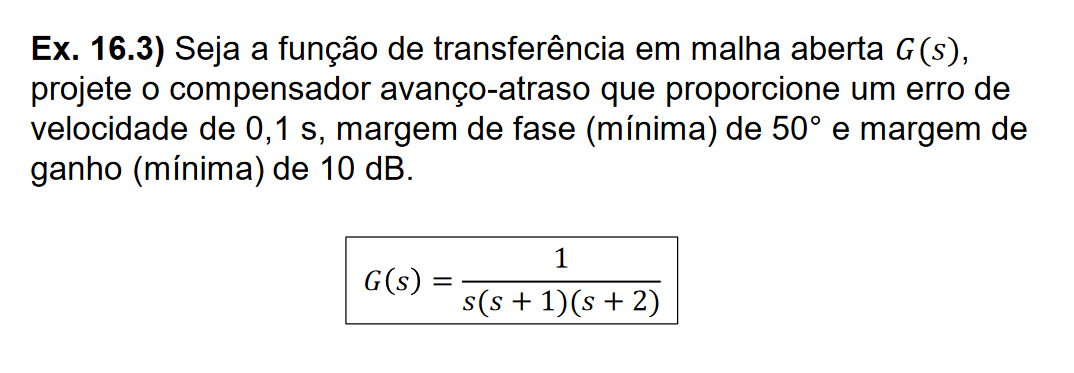 Ex. 16.3) Seja a função de transferência em malha aberta G(s),
projete o compensador avanço-atraso que proporcione um erro de
velocidade de 0,1 s, margem de fase (mínima) de 50° e margem de
ganho (mínima) de 10 dB.
G(s) = 1 / s(s + 1)(s + 2)